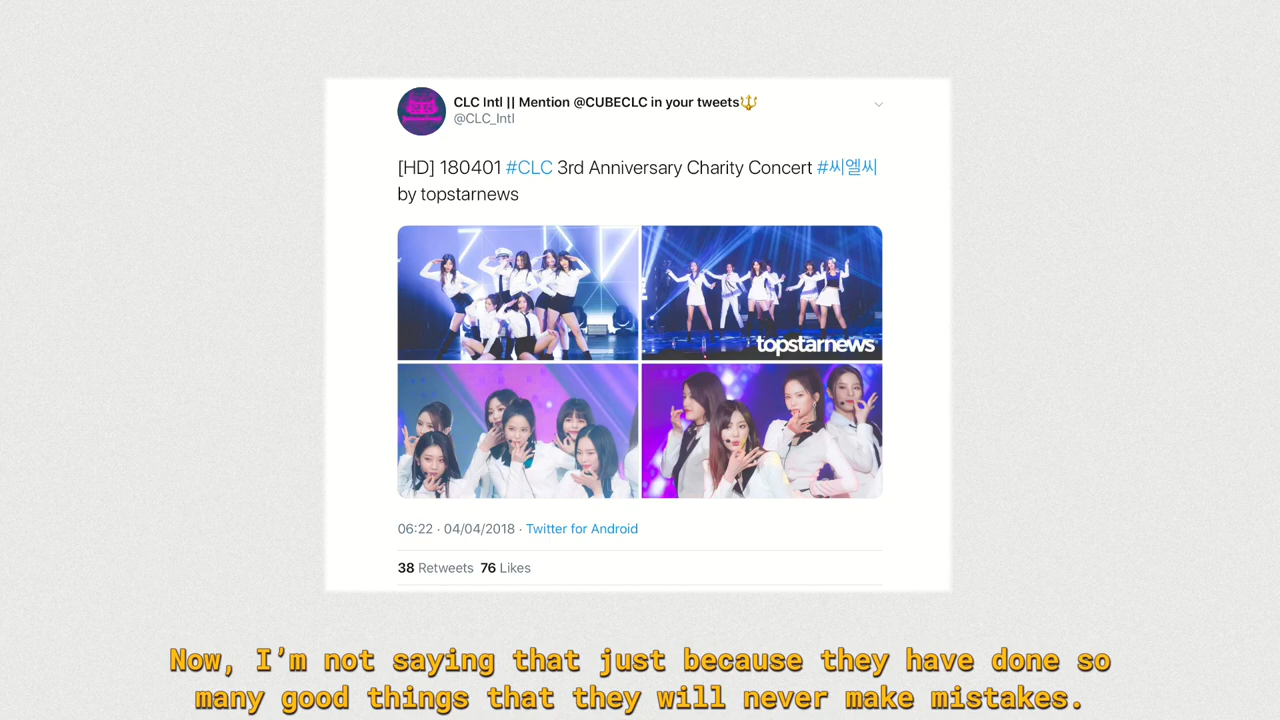 CLC Intl || Mention @CUBECLC in your tweets🔱
@CLC_Intl
[HD] 180401 #CLC 3rd Anniversary Charity Concert #씨엘씨
by topstarnews
topstarnews
06:22 · 04/04/2018 · Twitter for Android
38 Retweets 76 Likes
Now, I’m not saying that just because they have done so
many good things that they will never make mistakes.